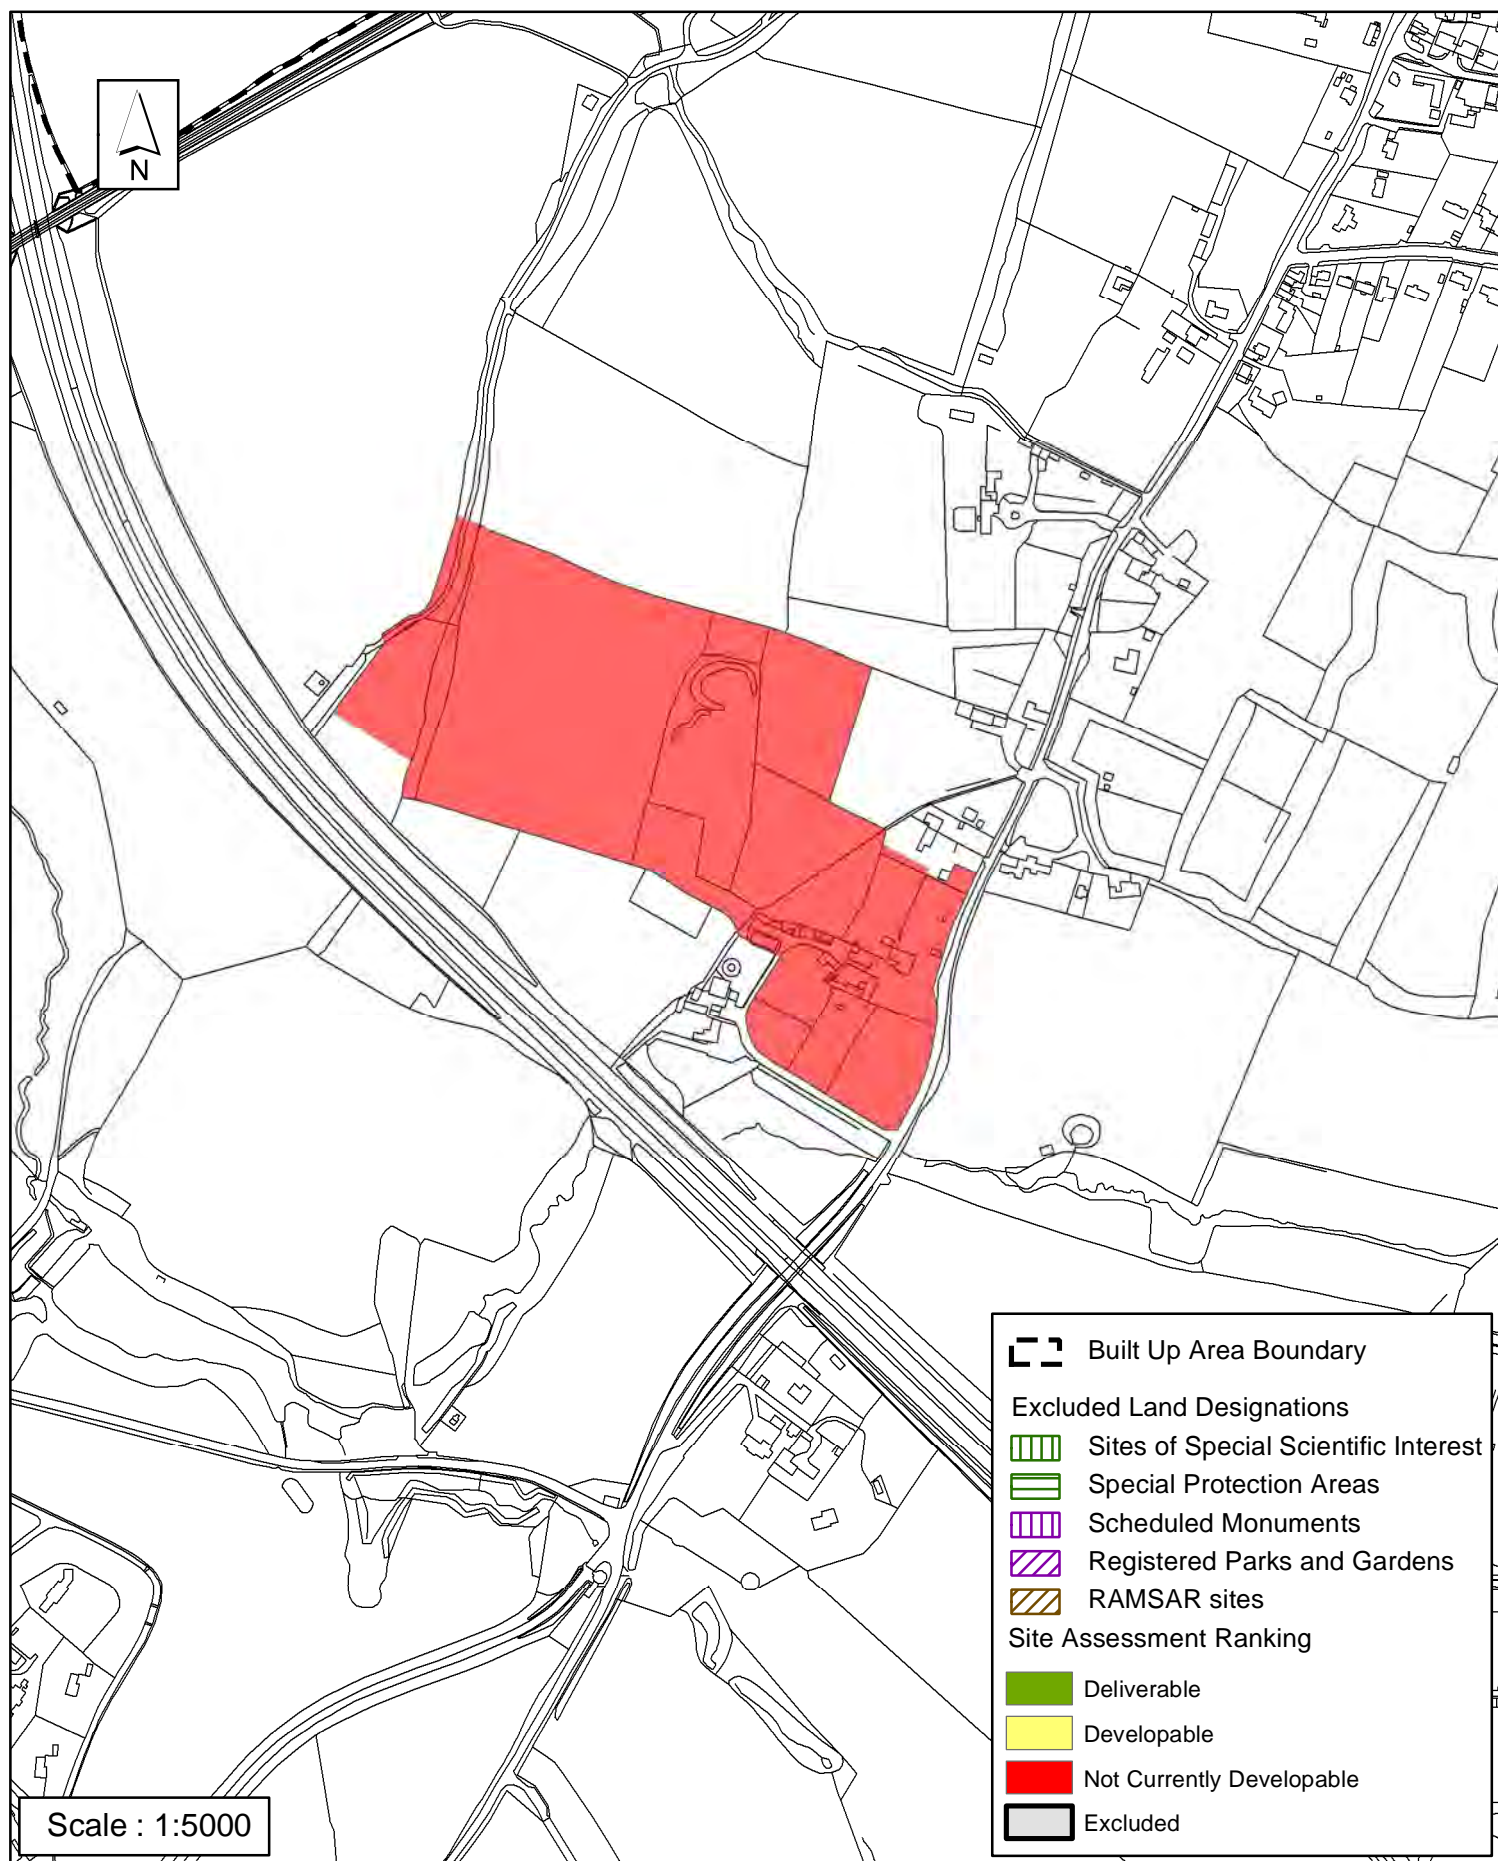 N
Built Up Area Boundary
Excluded Land Designations
Sites of Special Scientific Interest
Special Protection Areas
Scheduled Monuments
Registered Parks and Gardens
RAMSAR sites
Site Assessment Ranking
Deliverable
Developable
Not Currently Developable
Excluded
Scale : 1:5000